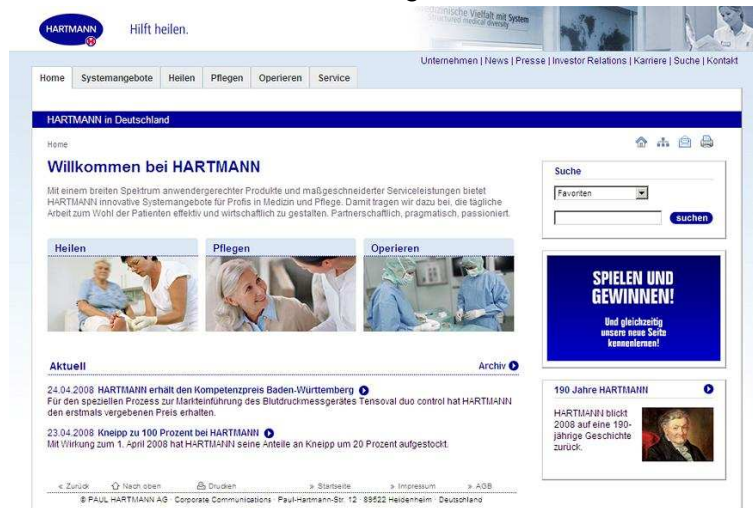 HARTMANN
Hilft heilen.
medizinische Vielfalt mit System
structured medical diversity
Unternehmen | News | Presse | Investor Relations | Karriere | Suche | Kontakt
Home Systemangebote Heilen Pflegen Operieren Service
HARTMANN in Deutschland
Home
Willkommen bei HARTMANN
Mit einem breiten Spektrum anwendergerechter Produkte und maßgeschneiderter Serviceleistungen bietet
HARTMANN innovative Systemangebote für Profis in Medizin und Pflege. Damit tragen wir dazu bei, die tägliche
Arbeit zum Wohl der Patienten effektiv und wirtschaftlich zu gestalten. Partnerschaftlich, pragmatisch, passioniert.
Heilen
Pflegen
Operieren
Aktuell
Archiv
24.04.2008 HARTMANN erhält den Kompetenzpreis Baden-Württemberg
Für den speziellen Prozess zur Markteinführung des Blutdruckmessgerätes Tensoval duo control hat HARTMANN
den erstmals vergebenen Preis erhalten.
23.04.2008 Kneipp zu 100 Prozent bei HARTMANN
Mit Wirkung zum 1. April 2008 hat HARTMANN seine Anteile an Kneipp um 20 Prozent aufgestockt.
Suche
Favoriten
suchen
SPIELEN UND
GEWINNEN!
Und gleichzeitig
unsere neue Seite
kennenlernen!
190 Jahre HARTMANN
HARTMANN blickt
2008 auf eine 190-
jährige Geschichte
zurück.
« Zurück Nach oben Drucken » Startseite » Impressum » AGB
© PAUL HARTMANN AG · Corporate Communications · Paul-Hartmann-Str. 12 · 89522 Heidenheim · Deutschland